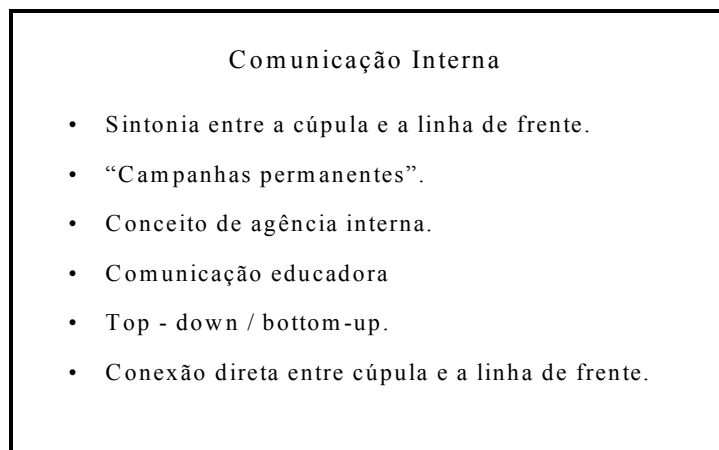 Comunicação Interna
• Sintonia entre a cúpula e a linha de frente.
• “Campanhas permanentes”.
• Conceito de agência interna.
• Comunicação educadora
• Top - down / bottom-up.
• Conexão direta entre cúpula e a linha de frente.